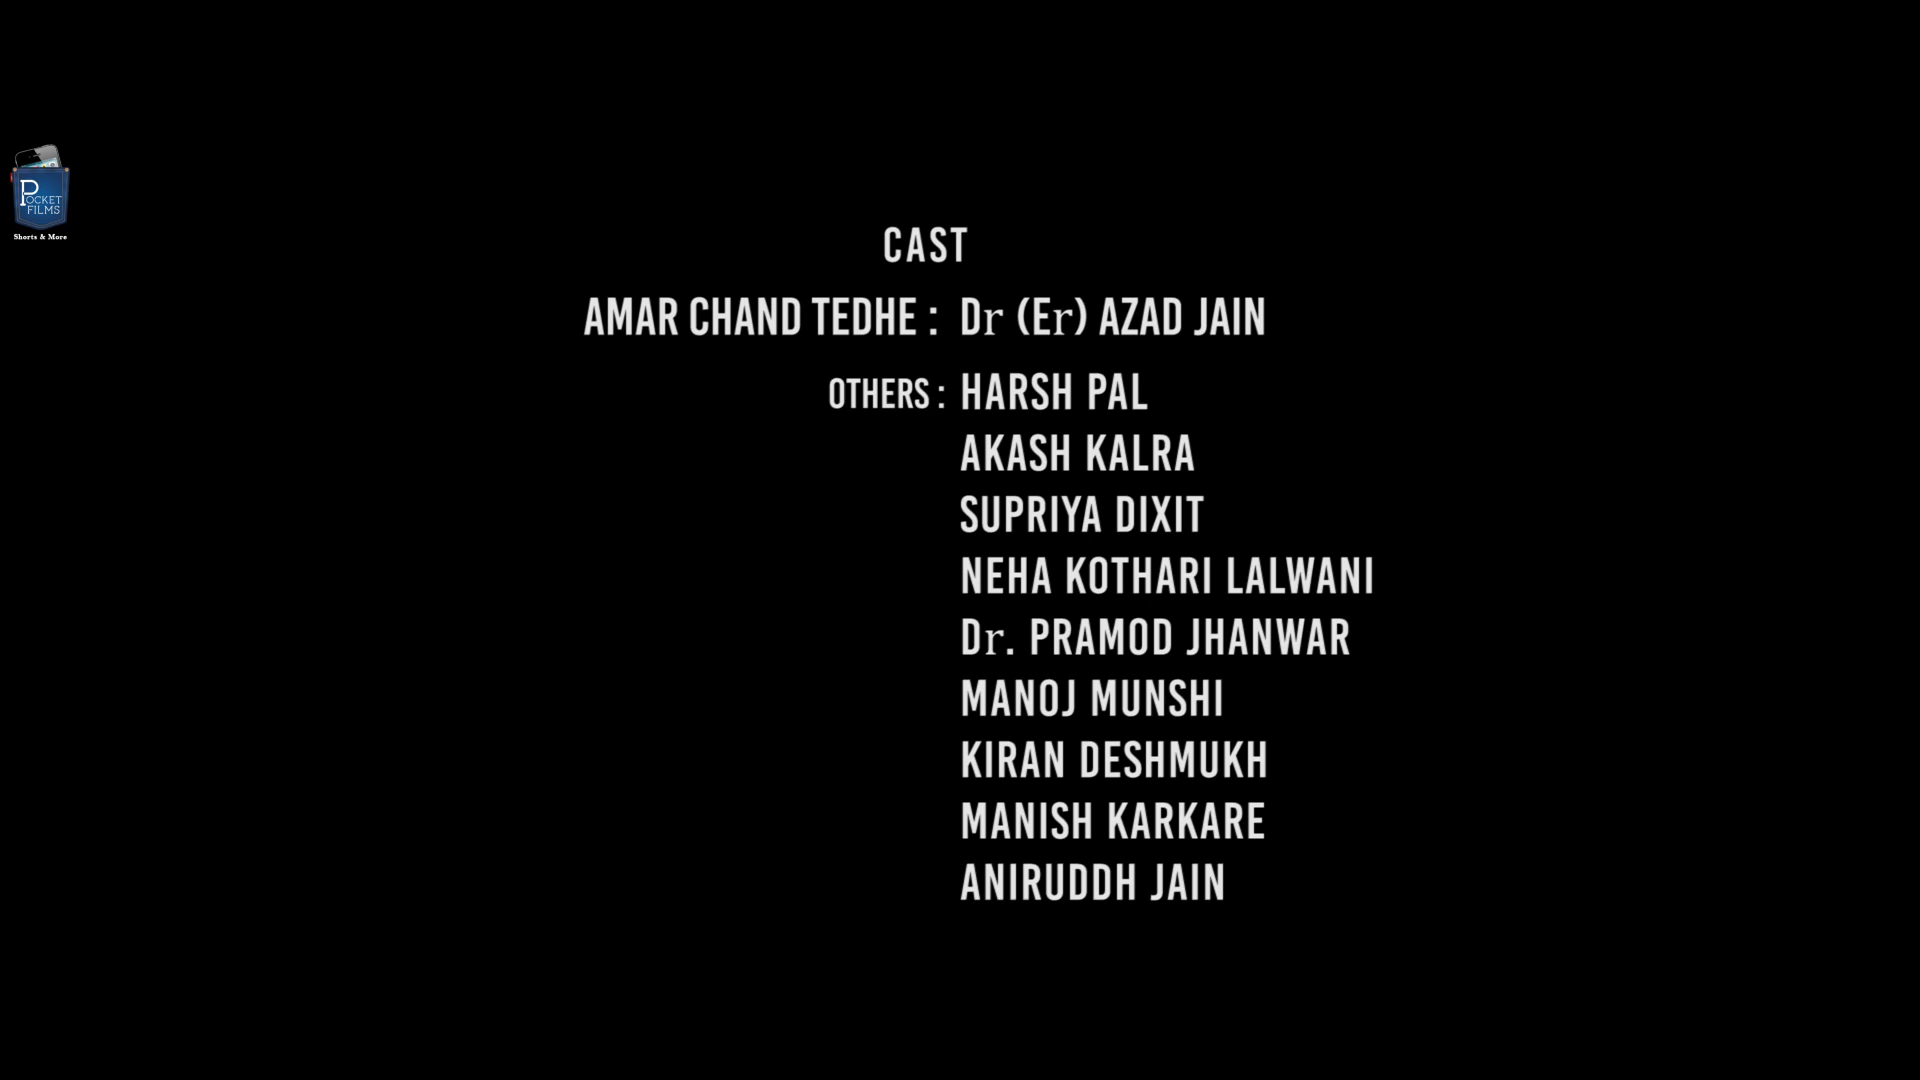 POCKET
FILMS
Shorts & More
CAST
AMAR CHAND TEDHE : Dr (Er) AZAD JAIN
OTHERS : HARSH PAL
AKASH KALRA
SUPRIYA DIXIT
NEHA KOTHARI LALWANI
Dr. PRAMOD JHANWAR
MANOJ MUNSHI
KIRAN DESHMUKH
MANISH KARKARE
ANIRUDDH JAIN